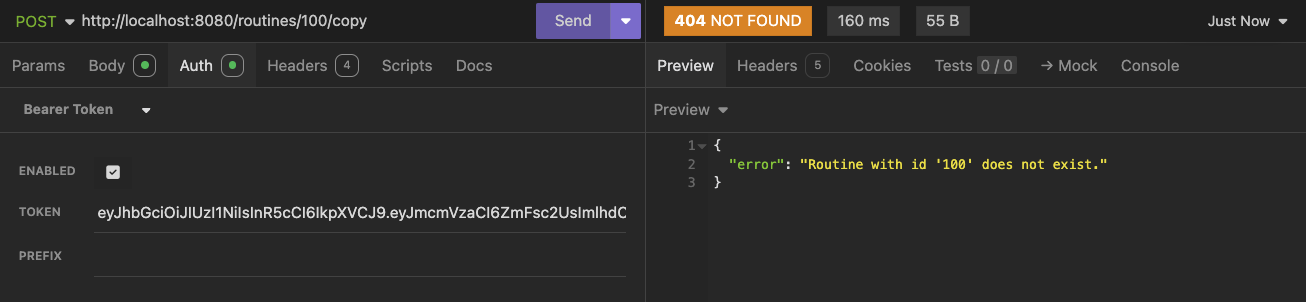 POST http://localhost:8080/routines/100/copy Send 404 NOT FOUND 160 ms 55 B Just Now
Params Body Auth Headers 4 Scripts Docs Preview Headers 5 Cookies Tests 0 / 0 → Mock Console
Bearer Token Preview
1 {
ENABLED 2 "error": "Routine with id '100' does not exist."
3 }
TOKEN eyJhbGciOiJIUzI1NiIsInR5cCI6IkpXVCJ9.eyJmcmVzaCI6ZmFsc2UsImlhdC
PREFIX